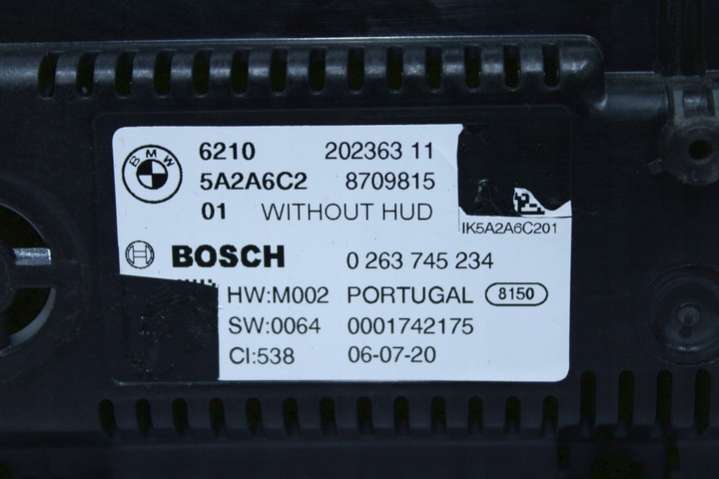 BMW
6210 202363 11
5A2A6C2 8709815
01 WITHOUT HUD
IK5A2A6C201
BOSCH 0 263 745 234
HW:M002 PORTUGAL 8150
SW:0064 0001742175
CI:538 06-07-20